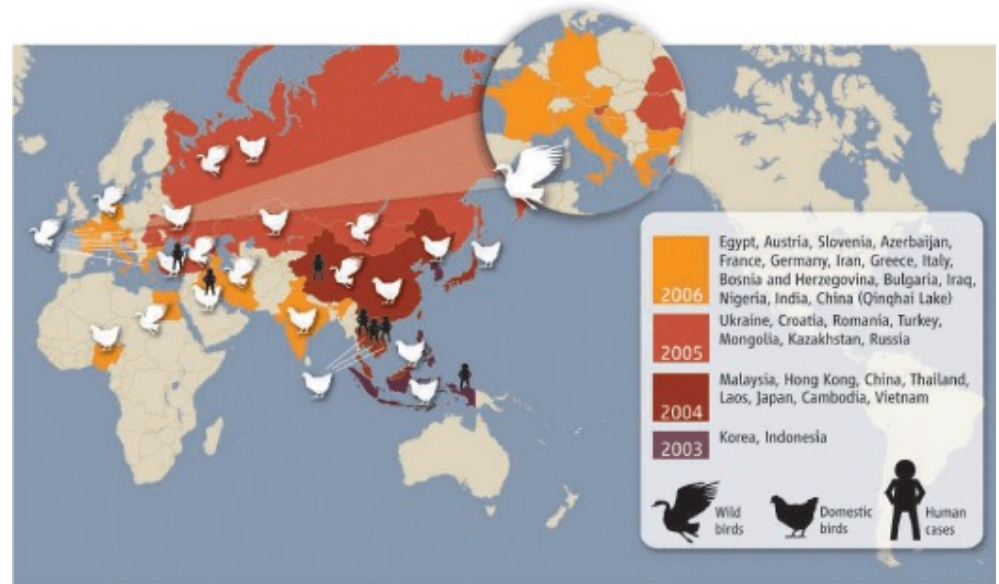 2006
Egypt, Austria, Slovenia, Azerbaijan,
France, Germany, Iran, Greece, Italy,
Bosnia and Herzegovina, Bulgaria, Iraq,
Nigeria, India, China (Qinghai Lake)
2005
Ukraine, Croatia, Romania, Turkey,
Mongolia, Kazakhstan, Russia
2004
Malaysia, Hong Kong, China, Thailand,
Laos, Japan, Cambodia, Vietnam
2003
Korea, Indonesia
Wild
birds
Domestic
birds
Human
cases